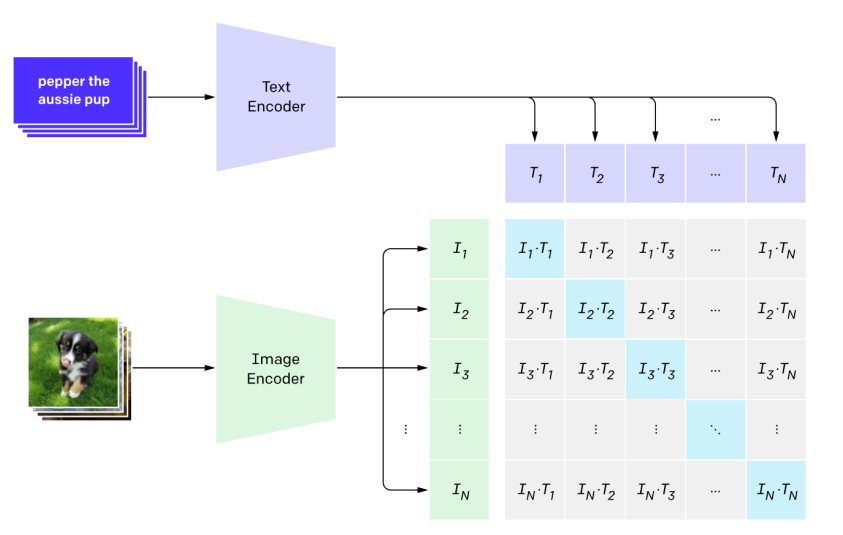 pepper the
aussie pup
Text
Encoder
...
T1 T2 T3 ... TN
I1 I1·T1 I1·T2 I1·T3 ... I1·TN
I2 I2·T1 I2·T2 I2·T3 ... I2·TN
Image
Encoder
I3 I3·T1 I3·T2 I3·T3 ... I3·TN
⋮ ⋮ ⋮ ⋮ ⋮ ⋱ ⋮
IN IN·T1 IN·T2 IN·T3 ... IN·TN